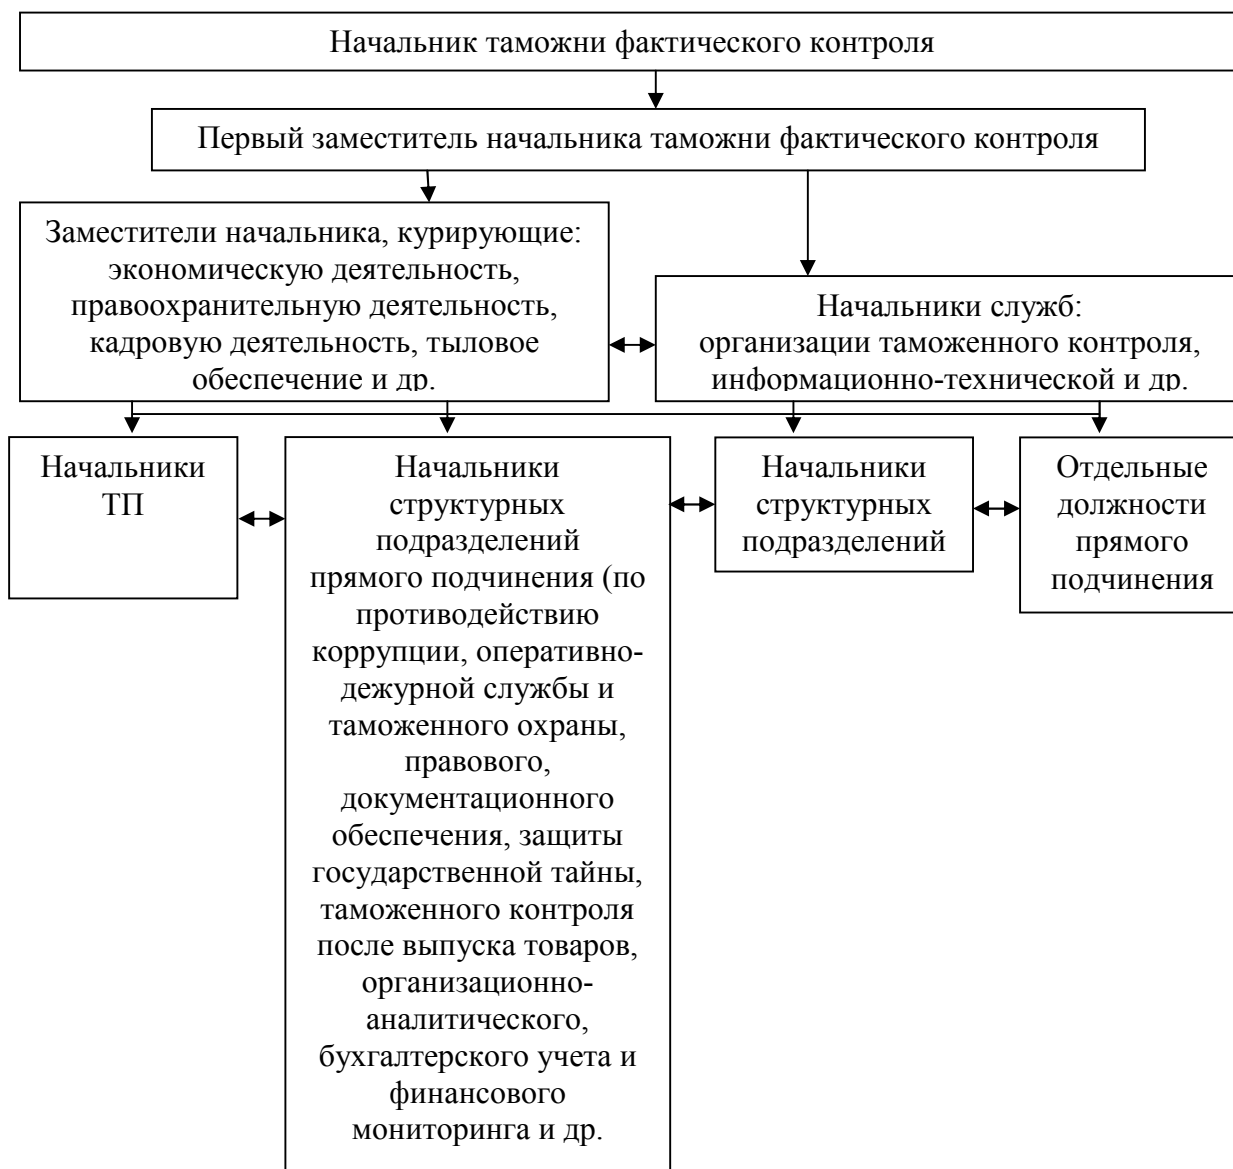 Начальник таможни фактического контроля
Первый заместитель начальника таможни фактического контроля
Заместители начальника, курирующие:
экономическую деятельность,
правоохранительную деятельность,
кадровую деятельность, тыловое
обеспечение и др.
Начальники служб:
организации таможенного контроля,
информационно-технической и др.
Начальники
ТП
Начальники
структурных
подразделений
прямого подчинения (по
противодействию
коррупции, оперативно-
дежурной службы и
таможенного охраны,
правового,
документационного
обеспечения, защиты
государственной тайны,
таможенного контроля
после выпуска товаров,
организационно-
аналитического,
бухгалтерского учета и
финансового
мониторинга и др.
Начальники
структурных
подразделений
Отдельные
должности
прямого
подчинения